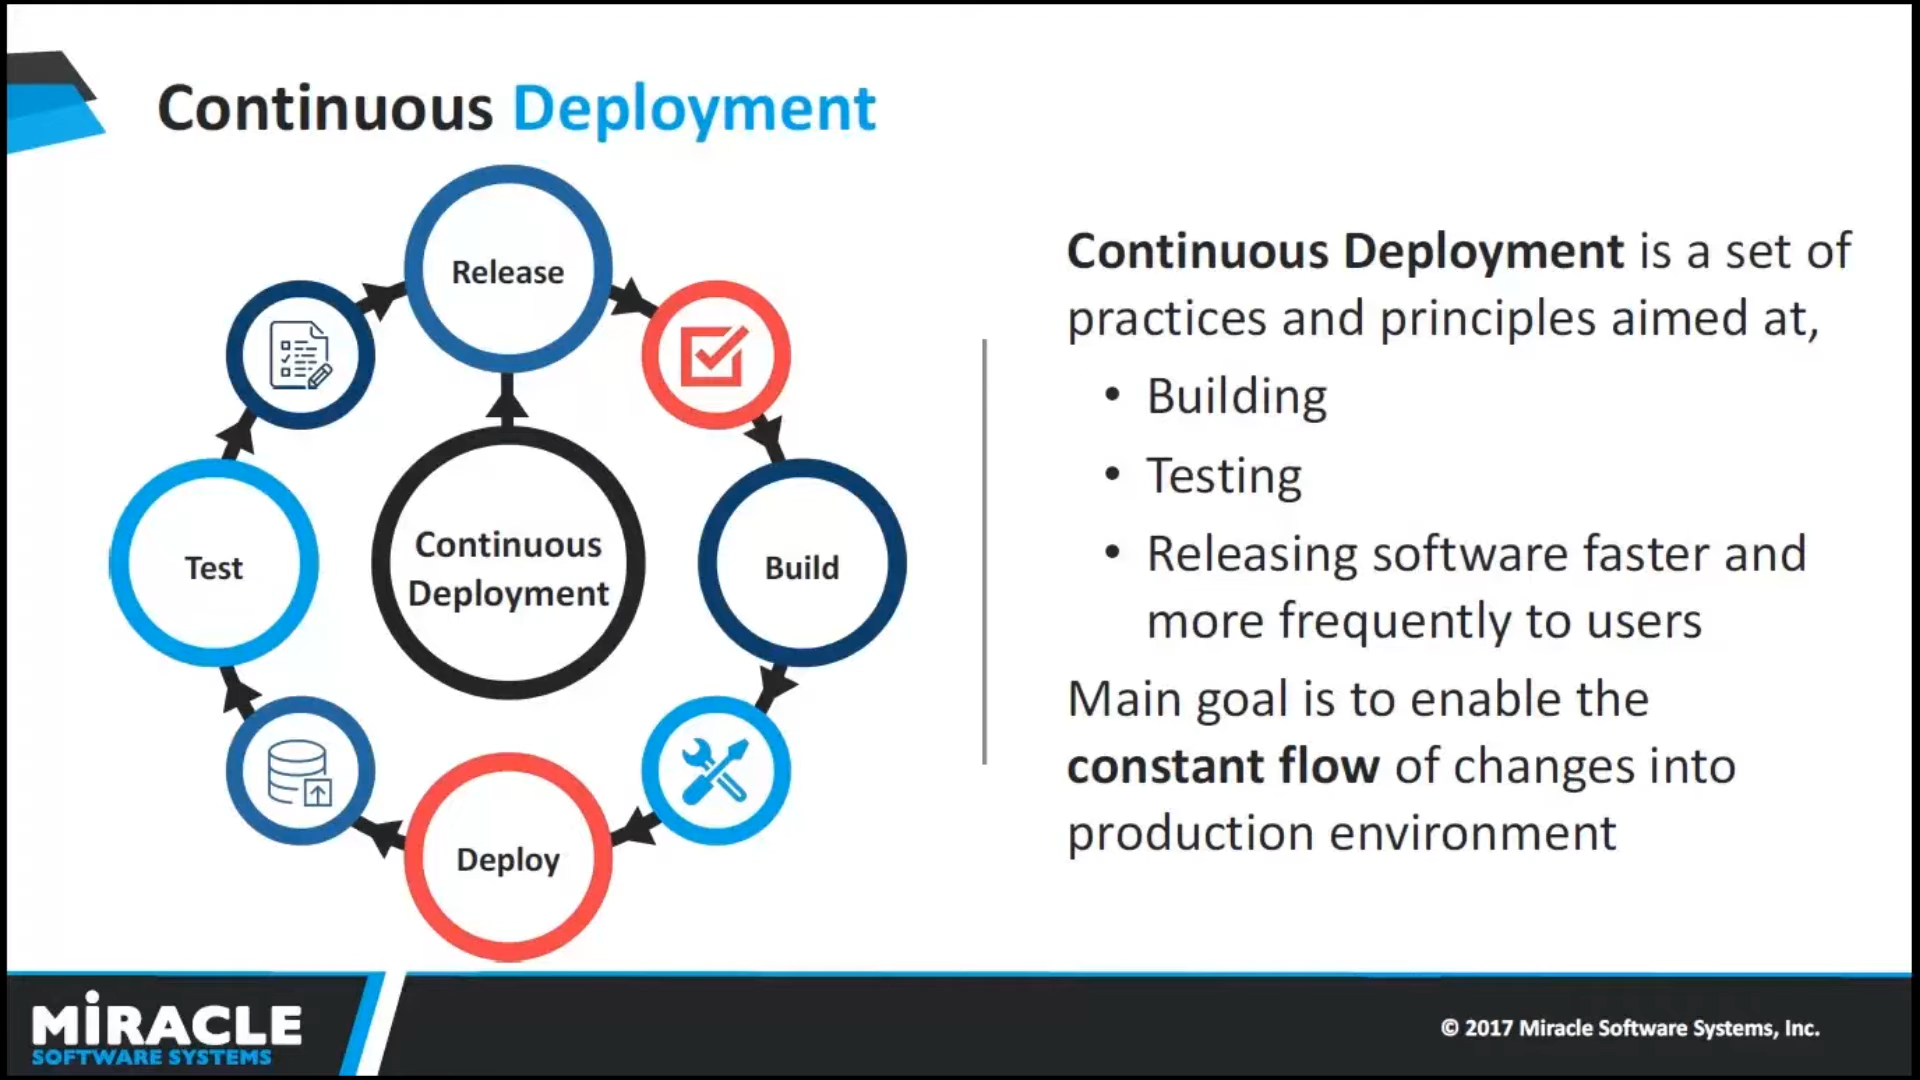 Continuous Deployment
Release
Test
Continuous
Deployment
Build
Deploy
Continuous Deployment is a set of
practices and principles aimed at,
• Building
• Testing
• Releasing software faster and
more frequently to users
Main goal is to enable the
constant flow of changes into
production environment
MiRACLE
SOFTWARE SYSTEMS
© 2017 Miracle Software Systems, Inc.